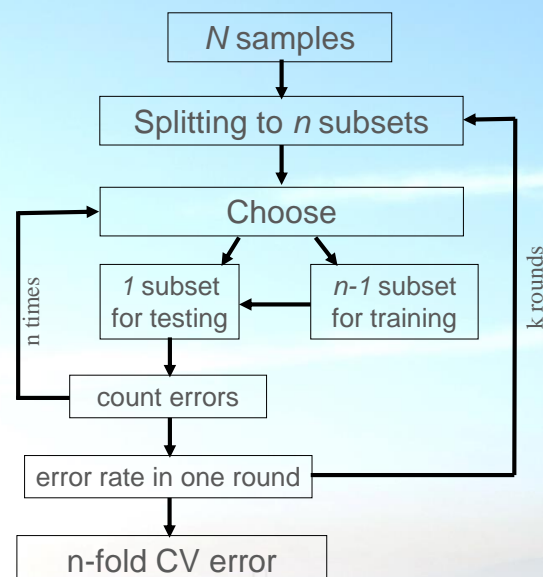 N samples
Splitting to n subsets
Choose
1 subset
for testing
n-1 subset
for training
n times
k rounds
count errors
error rate in one round
n-fold CV error